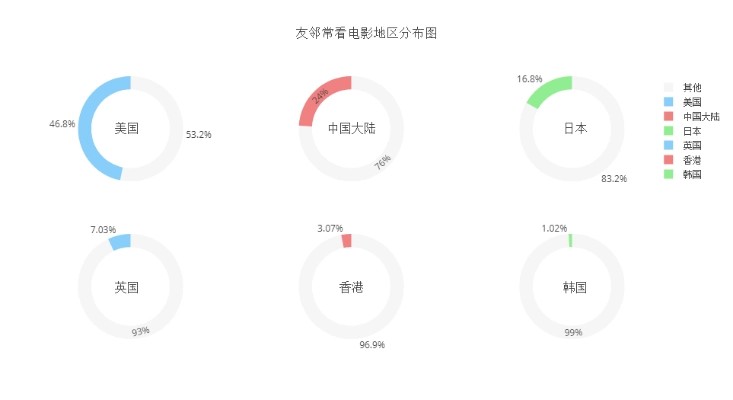 友邻常看电影地区分布图
46.8%
美国
53.2%
24%
中国大陆
76%
16.8%
日本
83.2%
其他
美国
中国大陆
日本
英国
香港
韩国
7.03%
英国
93%
3.07%
香港
96.9%
1.02%
韩国
99%